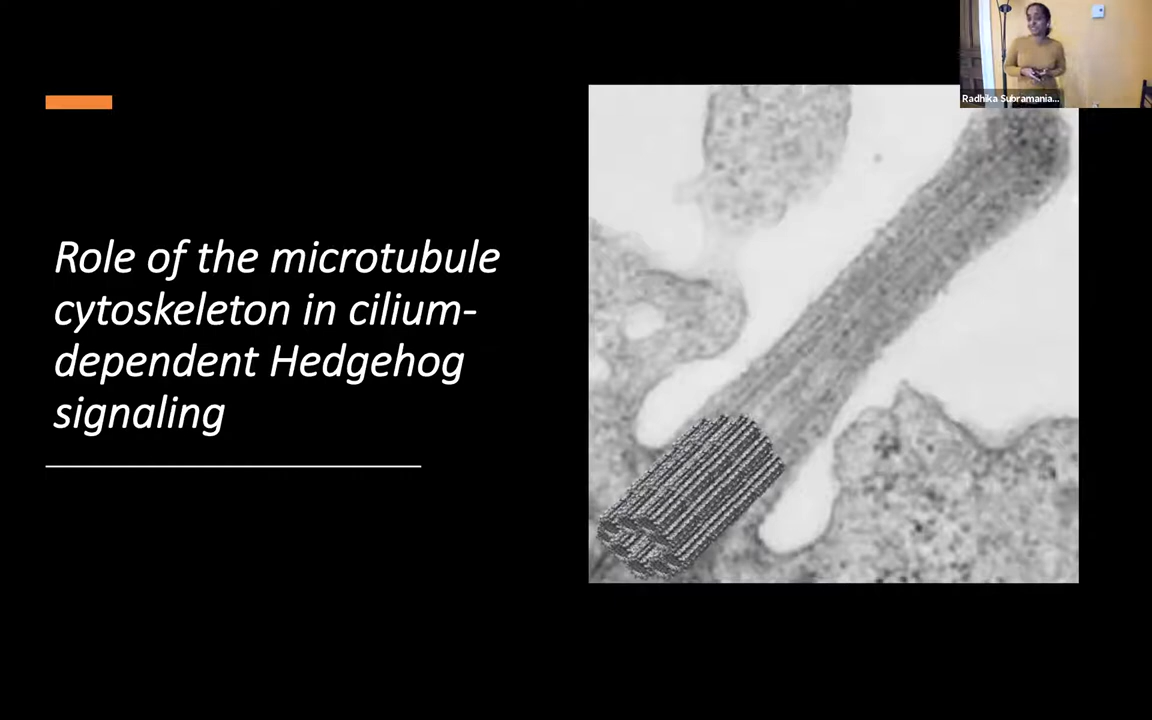 Radhika Subramania...
Role of the microtubule
cytoskeleton in cilium-
dependent Hedgehog
signaling